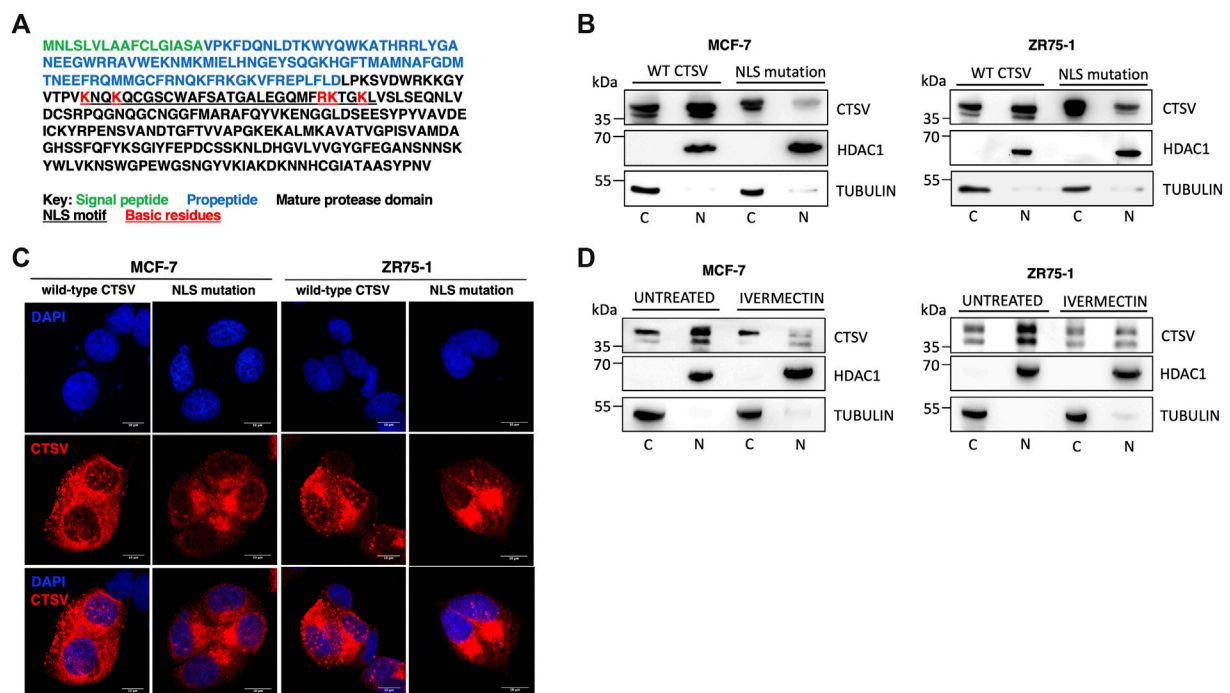 A
MNLSLVLAAFCLGIASAVPKFDQNLDTKWYQWKATHRRLYGA
NEEGWRRAVWEKNMKMIELHNGEYSQGKHGFTMAMNAFGDM
TNEEFRQMMGCFRNQKFRKGKVFREPLFLDLPKSVDWRKKGY
VTPVKNQKQCGSCWAFSATGALEGQMFRKTGKLVSLSEQNLV
DCSRPQGNQGCNGGFMARAFQYVKENGGLDSEESYPYVAVDE
ICKYRPENSVANDTGFTVVAPGKEKALMKAVATVGPISVAMDA
GHSSFQFYKSGIYFEPDCSSKNLDHGVLVVGYGFEGANSNNSK
YWLVKNSWGPEWGSNGYVKIAKDKNNHCGIATAASYPNV
Key: Signal peptide Propeptide Mature protease domain
NLS motif Basic residues
B
MCF-7
WT CTSV NLS mutation
kDa
35
70
55
CTSV
HDAC1
TUBULIN
C N C N
ZR75-1
WT CTSV NLS mutation
kDa
35
70
55
CTSV
HDAC1
TUBULIN
C N C N
C
MCF-7 ZR75-1
wild-type CTSV NLS mutation wild-type CTSV NLS mutation
DAPI
CTSV
DAPI
CTSV
D
MCF-7
UNTREATED IVERMECTIN
kDa
35
70
55
CTSV
HDAC1
TUBULIN
C N C N
ZR75-1
UNTREATED IVERMECTIN
kDa
35
70
55
CTSV
HDAC1
TUBULIN
C N C N